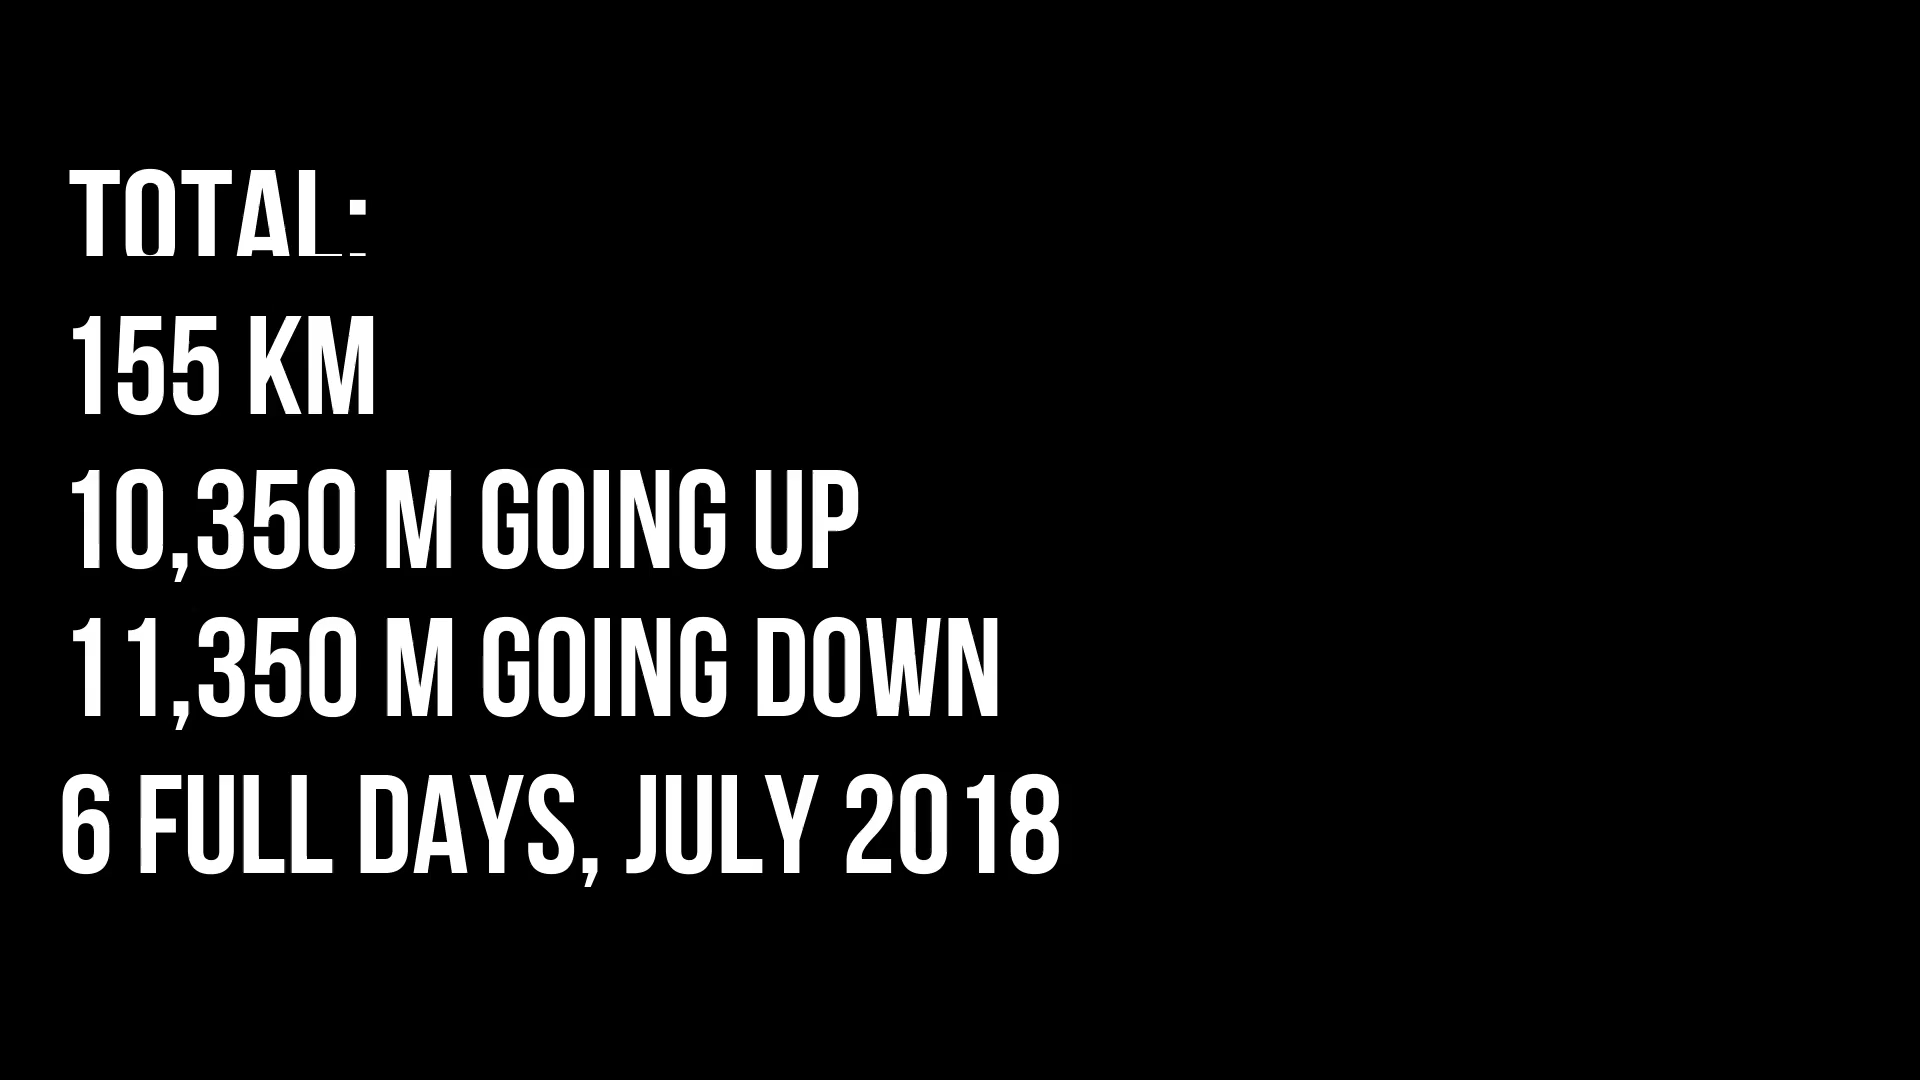 TOTAL:
155 KM
10,350 M GOING UP
11,350 M GOING DOWN
6 FULL DAYS, JULY 2018